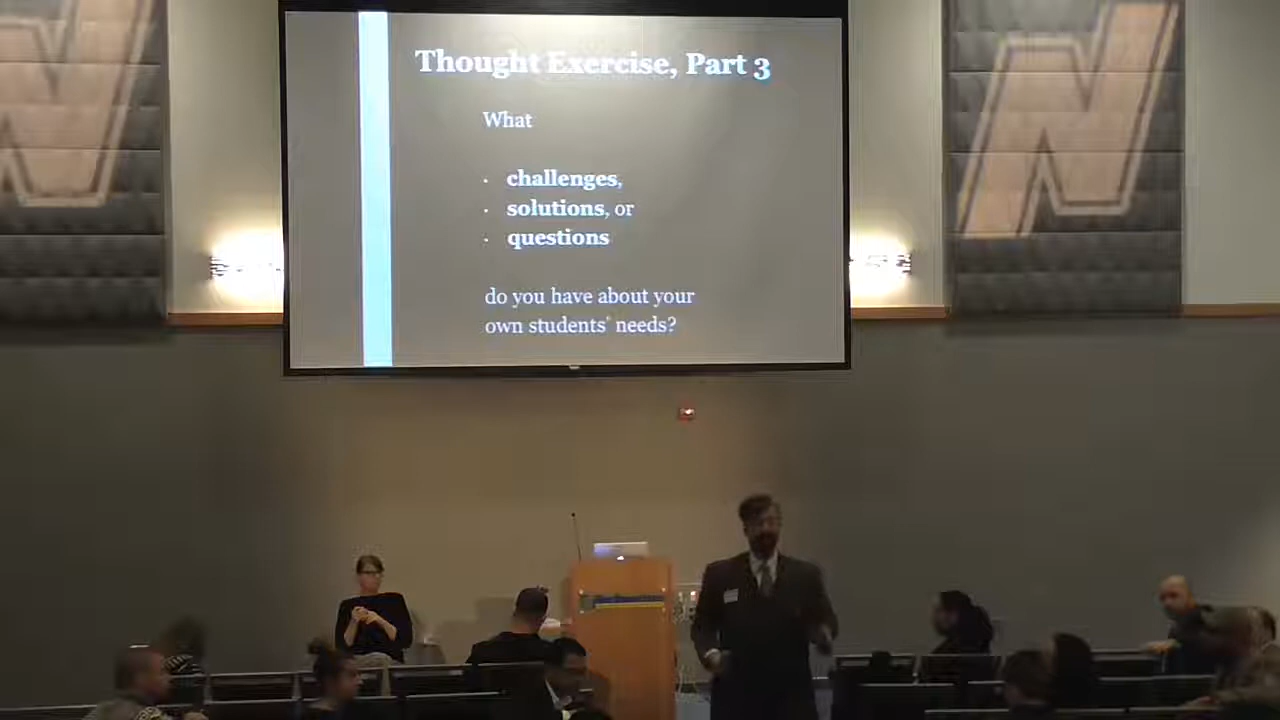 Thought Exercise, Part 3
What
· challenges,
· solutions, or
· questions
do you have about your
own students' needs?
N
N